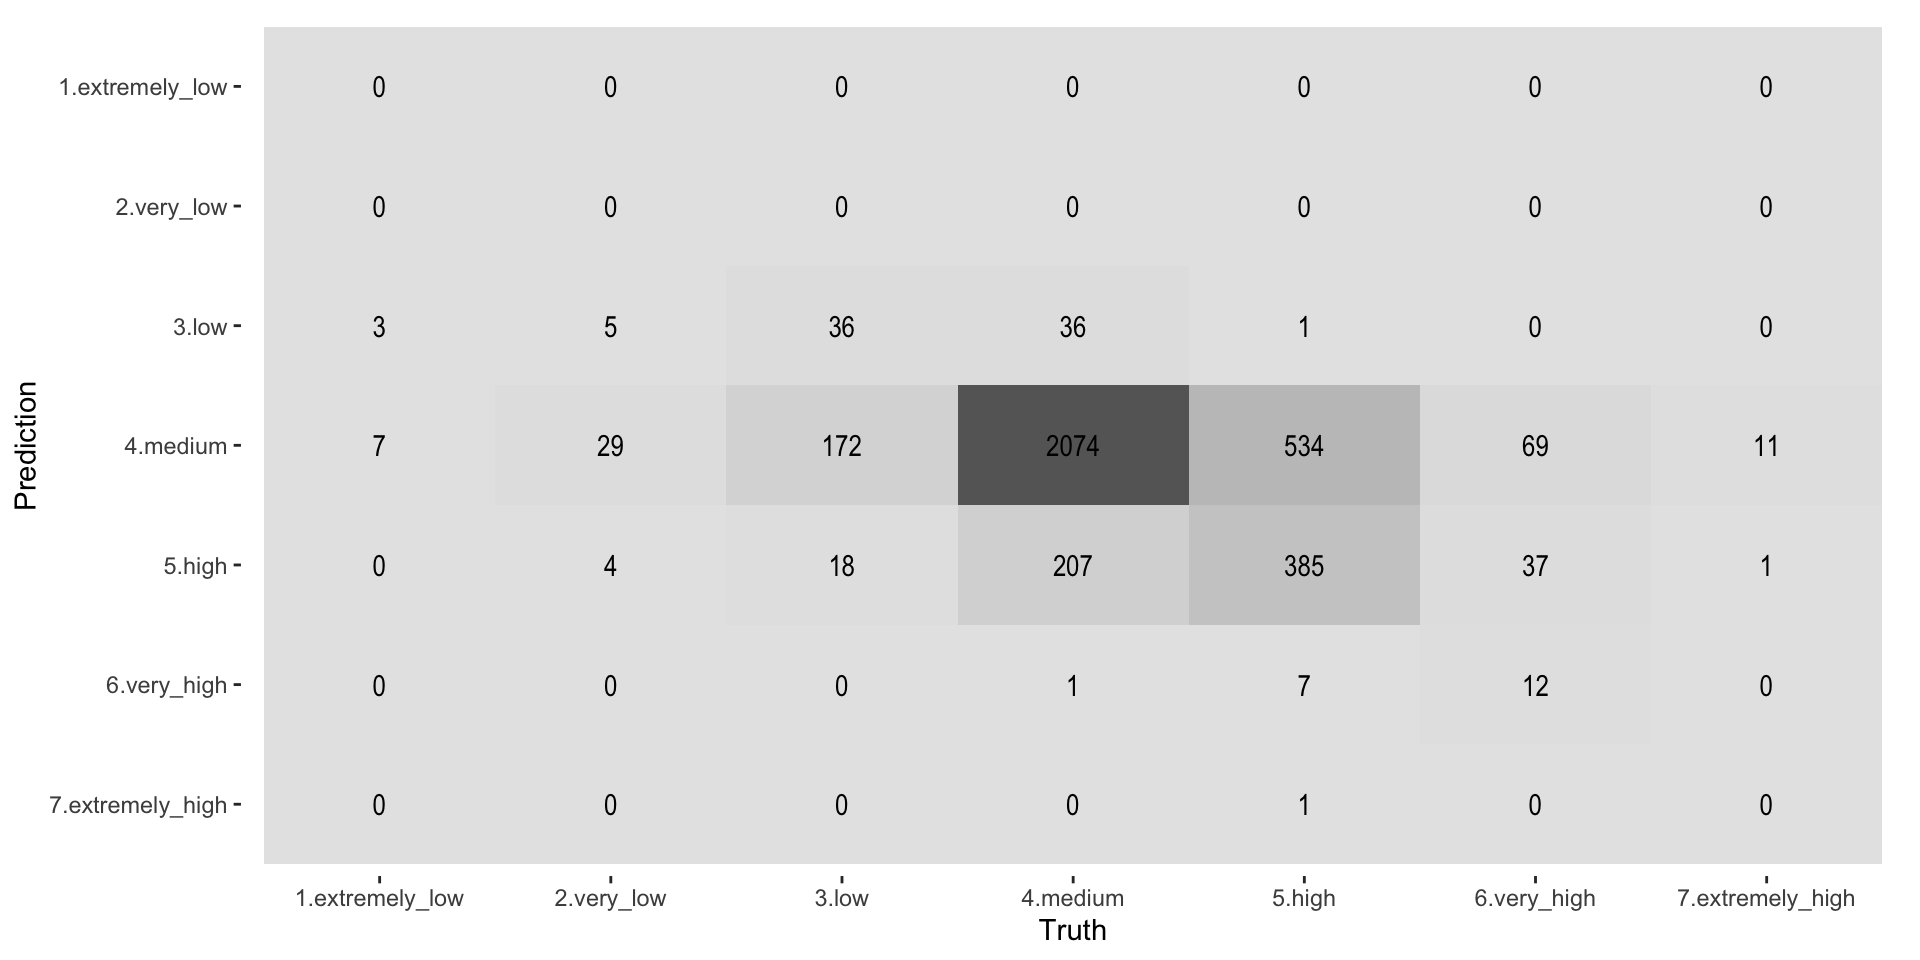 1.extremely_low 0 0 0 0 0 0 0
2.very_low 0 0 0 0 0 0 0
3.low 3 5 36 36 1 0 0
Prediction
4.medium 7 29 172 2074 534 69 11
5.high 0 4 18 207 385 37 1
6.very_high 0 0 0 1 7 12 0
7.extremely_high 0 0 0 0 1 0 0
1.extremely_low 2.very_low 3.low 4.medium 5.high 6.very_high 7.extremely_high
Truth